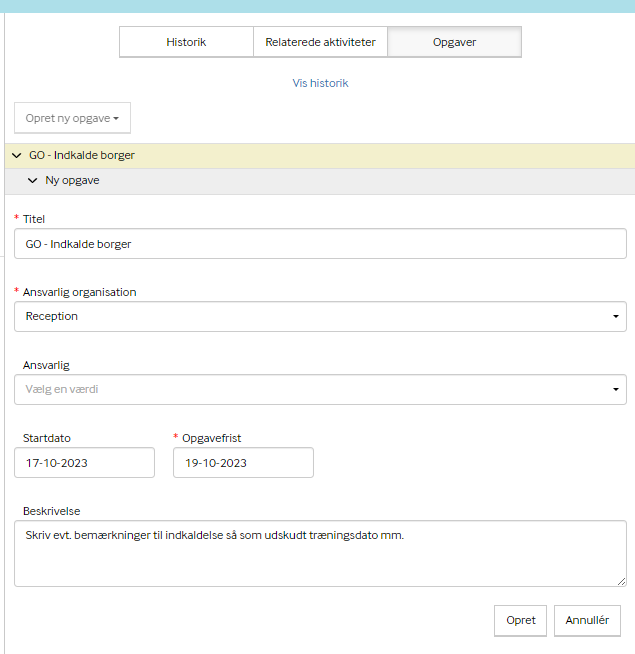 Historik
Relaterede aktiviteter
Opgaver
Vis historik
Opret ny opgave
GO - Indkalde borger
Ny opgave
* Titel
GO - Indkalde borger
* Ansvarlig organisation
Reception
Ansvarlig
Vælg en værdi
Startdato
* Opgavefrist
17-10-2023
19-10-2023
Beskrivelse
Skriv evt. bemærkninger til indkaldelse så som udskudt træningsdato mm.
Opret
Annullér